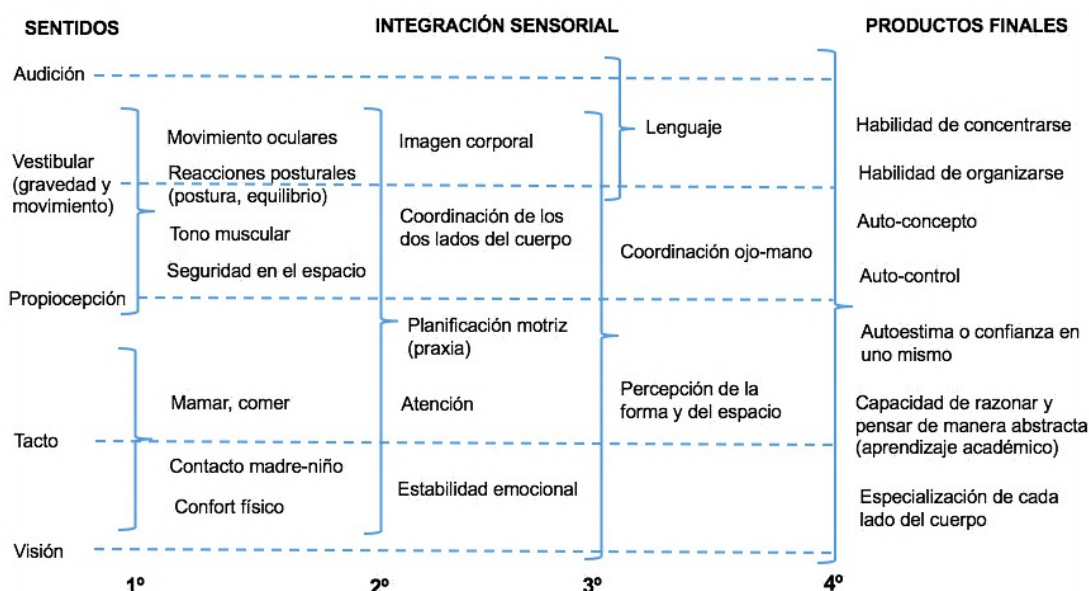 SENTIDOS
INTEGRACIÓN SENSORIAL
PRODUCTOS FINALES
Audición
Vestibular
(gravedad y
movimiento)
Propiocepción
Tacto
Visión
Movimiento oculares
Reacciones posturales
(postura, equilibrio)
Tono muscular
Seguridad en el espacio
Mamar, comer
Contacto madre-niño
Confort físico
Imagen corporal
Coordinación de los
dos lados del cuerpo
Planificación motriz
(praxia)
Atención
Estabilidad emocional
Lenguaje
Coordinación ojo-mano
Percepción de la
forma y del espacio
Habilidad de concentrarse
Habilidad de organizarse
Auto-concepto
Auto-control
Autoestima o confianza en
uno mismo
Capacidad de razonar y
pensar de manera abstracta
(aprendizaje académico)
Especialización de cada
lado del cuerpo
1º
2º
3º
4º